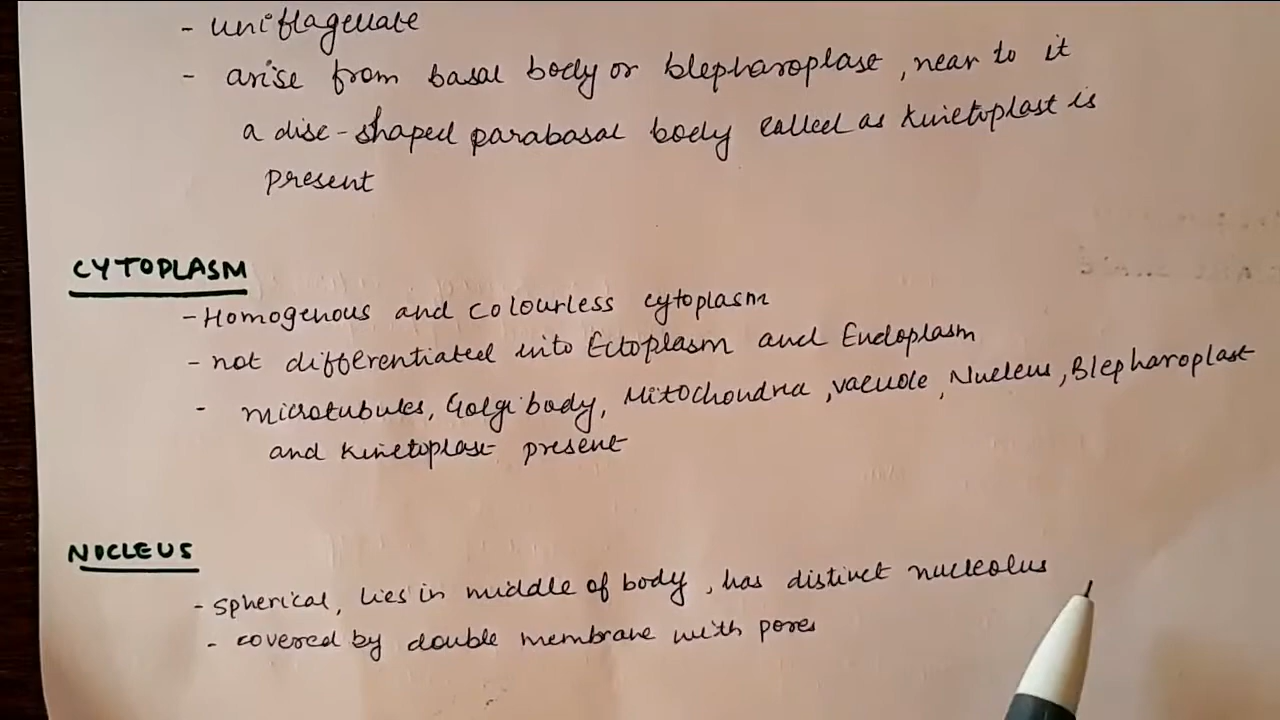 - uniflagellate
- arise from basal body or blepharoplast, near to it
a disc-shaped parabasal body called as kinetoplast is
present
CYTOPLASM
- Homogenous and colourless cytoplasm
- not differentiated into Ectoplasm and Endoplasm
- microtubules, Golgi body, Mitochondria, vacuole, Nucleus, Blepharoplast
and kinetoplast present
NUCLEUS
- spherical, lies in middle of body, has distinct nucleolus
- covered by double membrane with pores